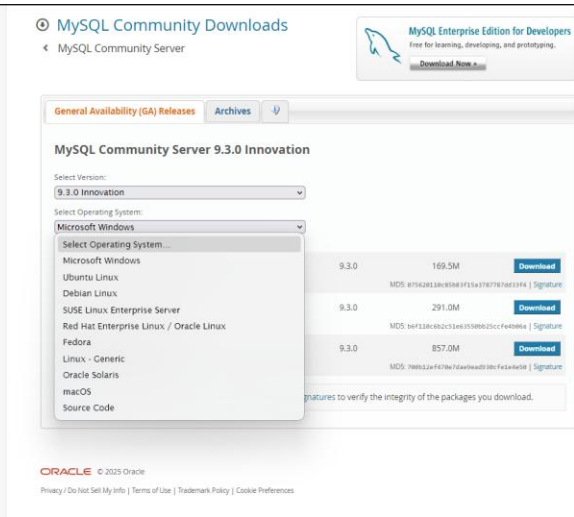 MySQL Community Downloads
MySQL Community Server
MySQL Enterprise Edition for Developers
Free for learning, developing, and prototyping.
Download Now »
General Availability (GA) Releases
Archives
MySQL Community Server 9.3.0 Innovation
Select Version:
9.3.0 Innovation
Select Operating System:
Microsoft Windows
Select Operating System...
Microsoft Windows
Ubuntu Linux
Debian Linux
SUSE Linux Enterprise Server
Red Hat Enterprise Linux / Oracle Linux
Fedora
Linux - Generic
Oracle Solaris
macOS
Source Code
9.3.0 169.5M Download
MD5: | Signature
9.3.0 291.0M Download
MD5: | Signature
9.3.0 857.0M Download
MD5: | Signature
to verify the integrity of the packages you download.
ORACLE © 2025 Oracle
Privacy / Do Not Sell My Info | Terms of Use | Trademark Policy | Cookie Preferences